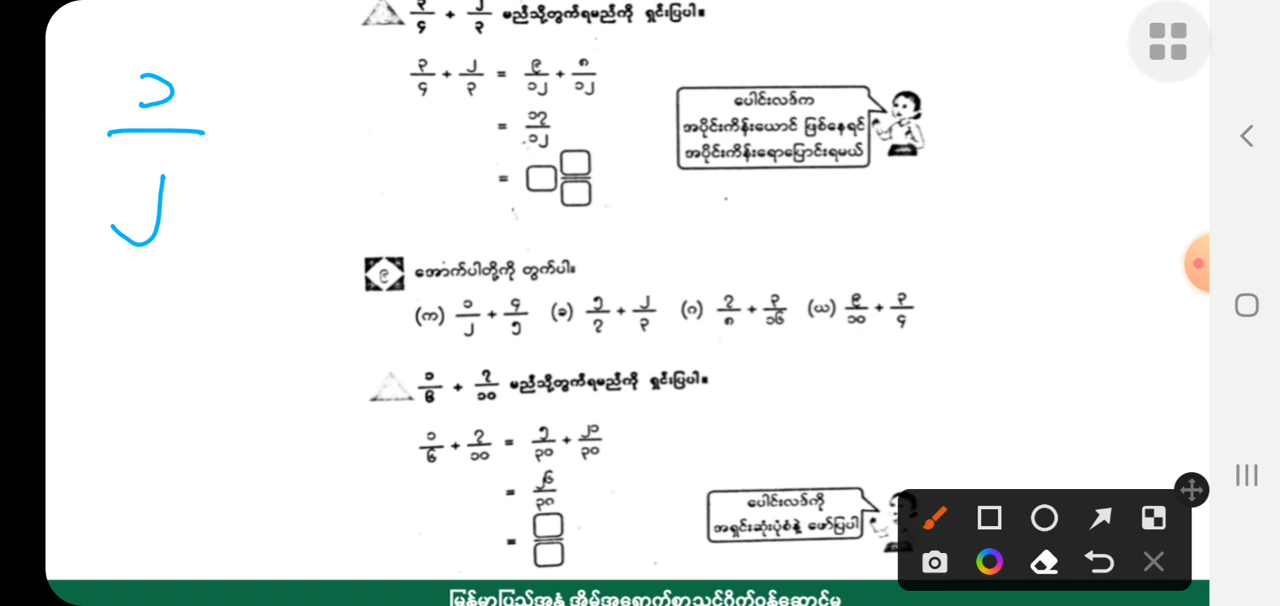 ၃/၄ + ၂/၃ မည်သို့တွက်ရမည်ကို ရှင်းပြပါ။
၃/၄ + ၂/၃ = ၉/၁၂ + ၈/၁၂
= ၁၇/၁၂
= □ □/□
ပေါင်းလဒ်က
အပိုင်းကိန်းယောင် ဖြစ်နေရင်
အပိုင်းကိန်းရောပြောင်းရမယ်
၁/၂
၉ အောက်ပါတို့ကို တွက်ပါ။
(က) ၁/၂ + ၄/၅ (ခ) ၅/၇ + ၂/၃ (ဂ) ၇/၈ + ၃/၁၆ (ဃ) ၉/၁၀ + ၃/၄
၁/၆ + ၇/၁၀ မည်သို့တွက်ရမည်ကို ရှင်းပြပါ။
၁/၆ + ၇/၁၀ = ၅/၃၀ + ၂၁/၃၀
= ၂၆/၃၀
= □/□
ပေါင်းလဒ်ကို
အရှင်းဆုံးပုံစံနဲ့ ဖော်ပြပါ
မြန်မာပြည်အနှံ့ အိမ်အရောက်စာသင်ဝိုက်ဝန်ဆောင်မှု